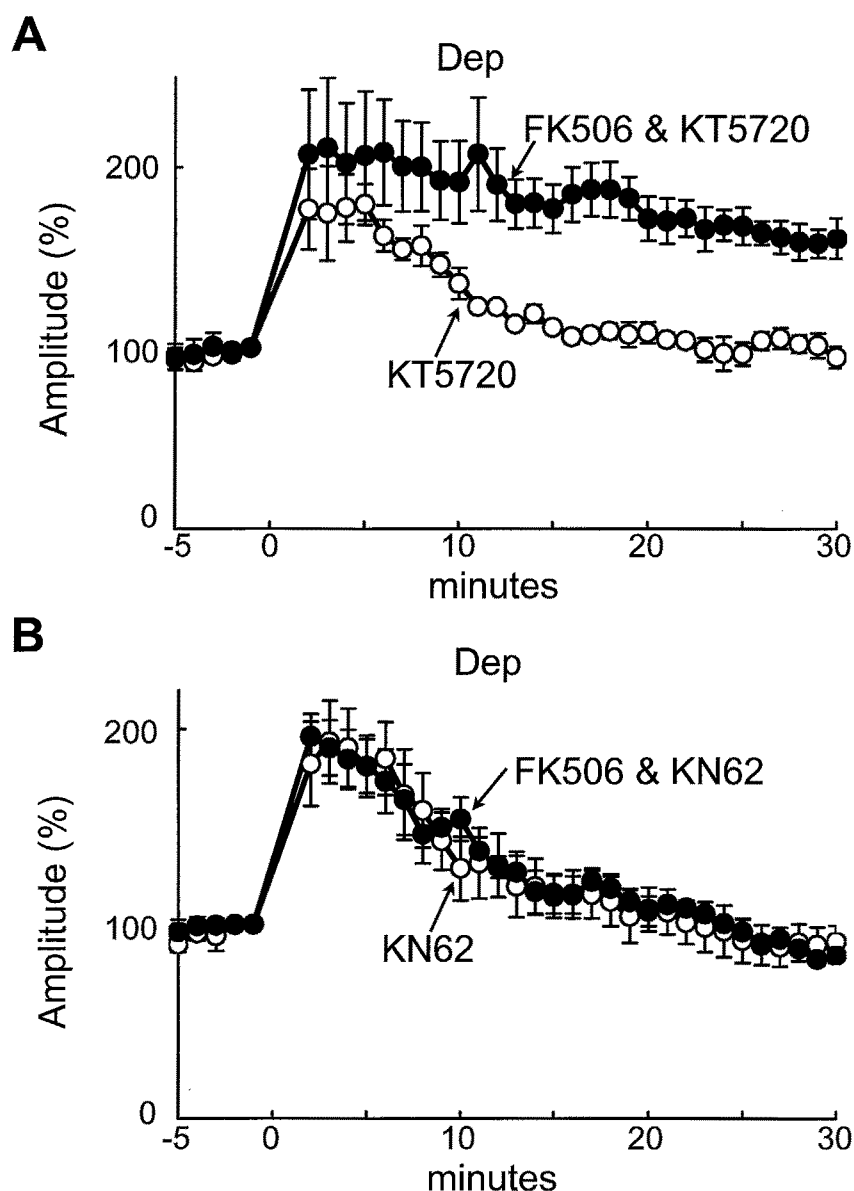 A
Dep
FK506 & KT5720
200
Amplitude (%)
100
KT5720
0
-5 0 10 20 30
minutes
B
Dep
200
FK506 & KN62
Amplitude (%)
100
KN62
0
-5 0 10 20 30
minutes